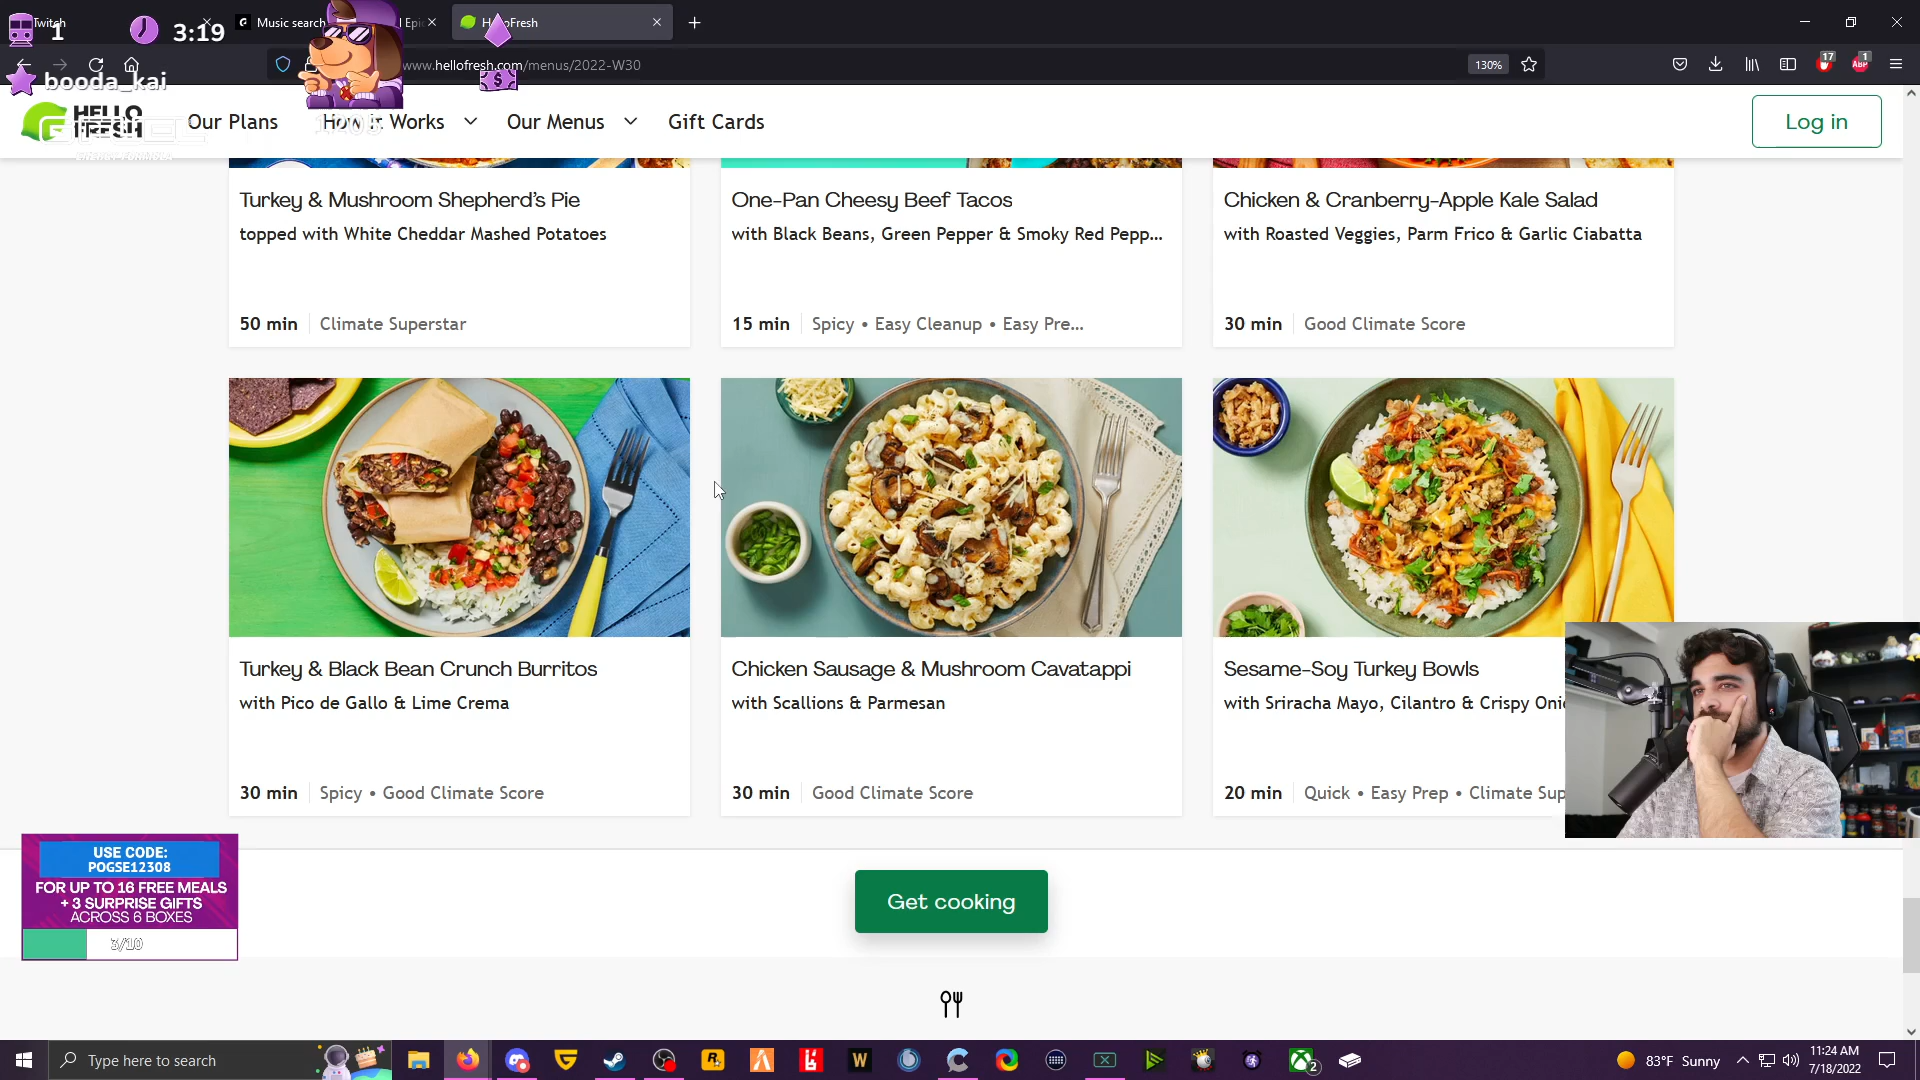 Twitch
Music search
Epi
HelloFresh
1
3:19
www.hellofresh.com/menus/2022-W30
130%
17
1
booda_kai
HELLO
FRESH
Our Plans
How It Works
Our Menus
Gift Cards
Log in
ENERGY FORMULA
Turkey & Mushroom Shepherd's Pie
topped with White Cheddar Mashed Potatoes
50 min
Climate Superstar
One-Pan Cheesy Beef Tacos
with Black Beans, Green Pepper & Smoky Red Pepp...
15 min
Spicy • Easy Cleanup • Easy Pre...
Chicken & Cranberry-Apple Kale Salad
with Roasted Veggies, Parm Frico & Garlic Ciabatta
30 min
Good Climate Score
Turkey & Black Bean Crunch Burritos
with Pico de Gallo & Lime Crema
30 min
Spicy • Good Climate Score
Chicken Sausage & Mushroom Cavatappi
with Scallions & Parmesan
30 min
Good Climate Score
Sesame-Soy Turkey Bowls
with Sriracha Mayo, Cilantro & Crispy Oni
20 min
Quick • Easy Prep • Climate Sup
USE CODE:
POGSE12308
FOR UP TO 16 FREE MEALS
+ 3 SURPRISE GIFTS
ACROSS 6 BOXES
3/10
Get cooking
Type here to search
83°F Sunny
11:24 AM
7/18/2022